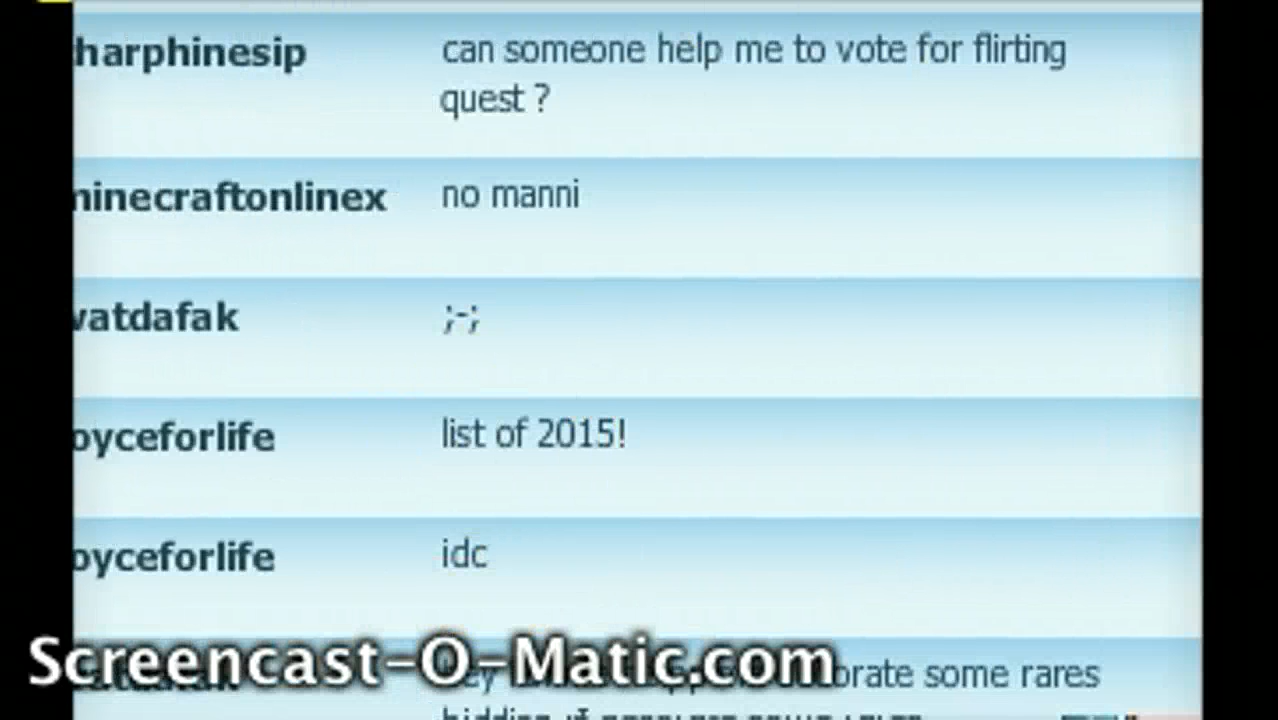 harphinesip can someone help me to vote for flirting
quest ?
ninecraftonlinex no manni
vatdafak ;-;
oyceforlife list of 2015!
oyceforlife idc
Screencast-O-Matic.com
some rares